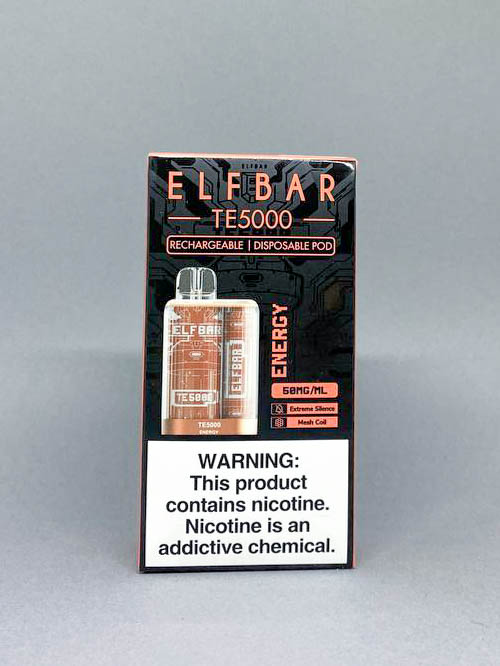 ELFBAR
ELFBAR
TE5000
RECHARGEABLE | DISPOSABLE POD
ENERGY
ELFBAR
ELFBAR
TE5000
TE5000
ENERGY
50MG/ML
Extreme Silence
Mesh Coil
WARNING:
This product
contains nicotine.
Nicotine is an
addictive chemical.